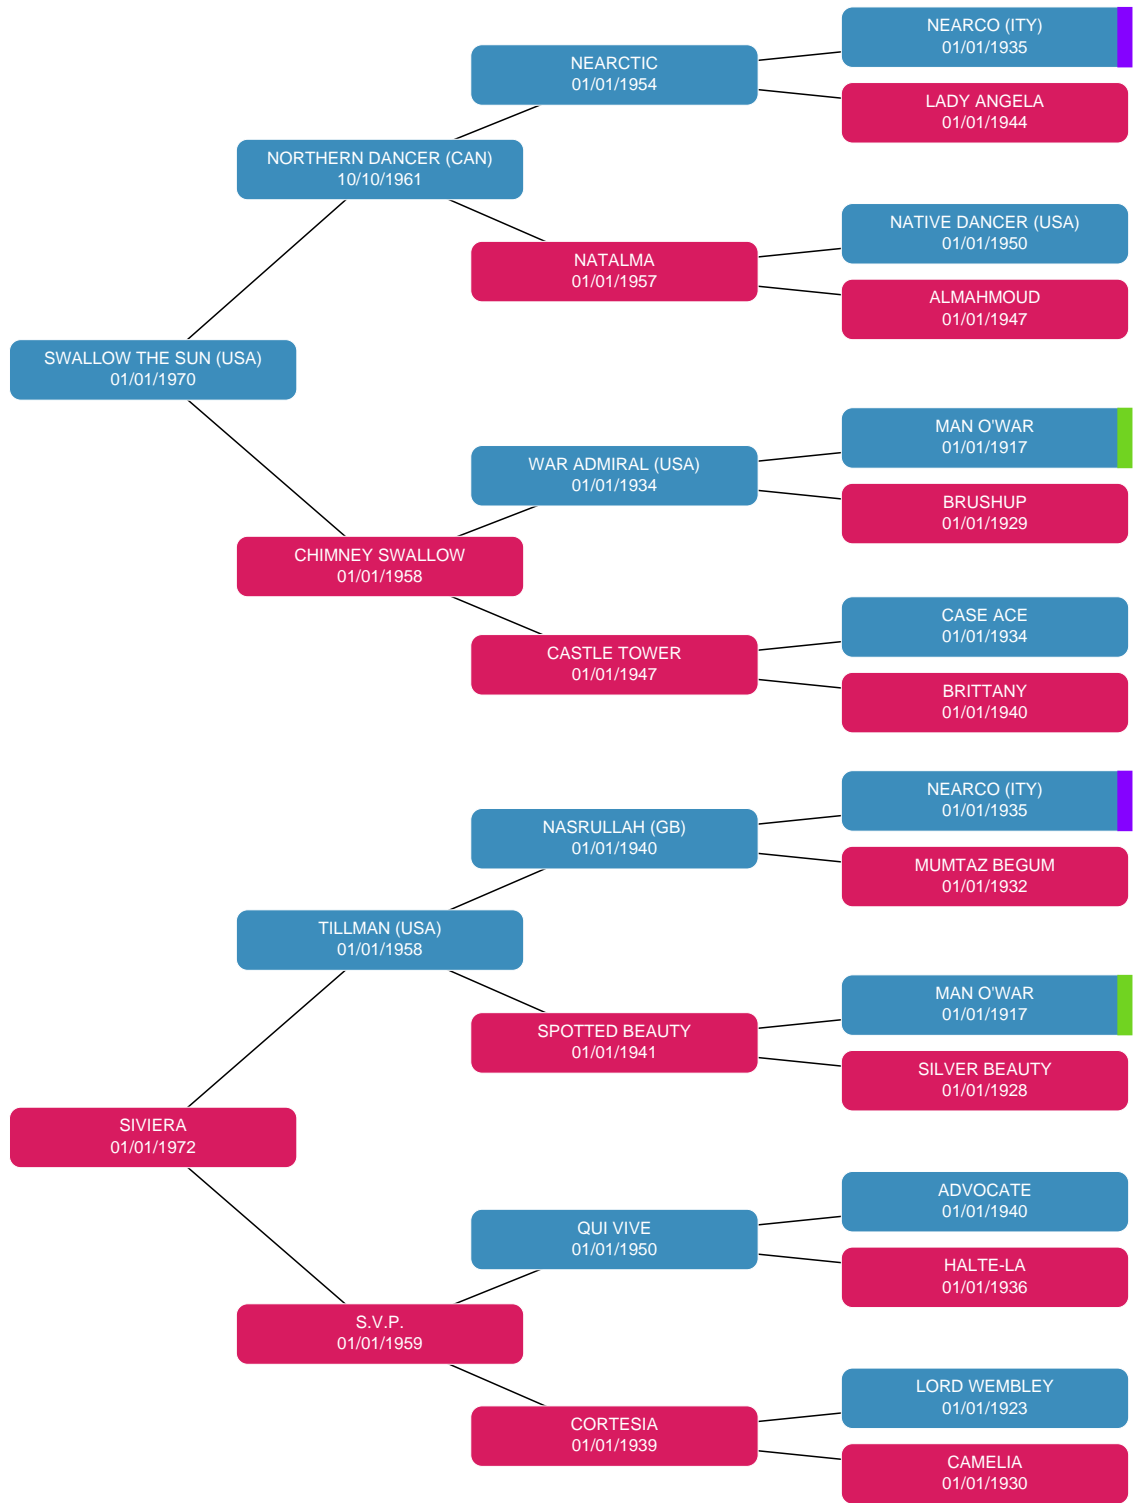 NEARCO (ITY)
01/01/1935
NEARCTIC
01/01/1954
LADY ANGELA
01/01/1944
NORTHERN DANCER (CAN)
10/10/1961
NATIVE DANCER (USA)
01/01/1950
NATALMA
01/01/1957
ALMAHMOUD
01/01/1947
SWALLOW THE SUN (USA)
01/01/1970
MAN O'WAR
01/01/1917
WAR ADMIRAL (USA)
01/01/1934
BRUSHUP
01/01/1929
CHIMNEY SWALLOW
01/01/1958
CASE ACE
01/01/1934
CASTLE TOWER
01/01/1947
BRITTANY
01/01/1940
NEARCO (ITY)
01/01/1935
NASRULLAH (GB)
01/01/1940
MUMTAZ BEGUM
01/01/1932
TILLMAN (USA)
01/01/1958
MAN O'WAR
01/01/1917
SPOTTED BEAUTY
01/01/1941
SILVER BEAUTY
01/01/1928
SIVIERA
01/01/1972
ADVOCATE
01/01/1940
QUI VIVE
01/01/1950
HALTE-LA
01/01/1936
S.V.P.
01/01/1959
LORD WEMBLEY
01/01/1923
CORTESIA
01/01/1939
CAMELIA
01/01/1930